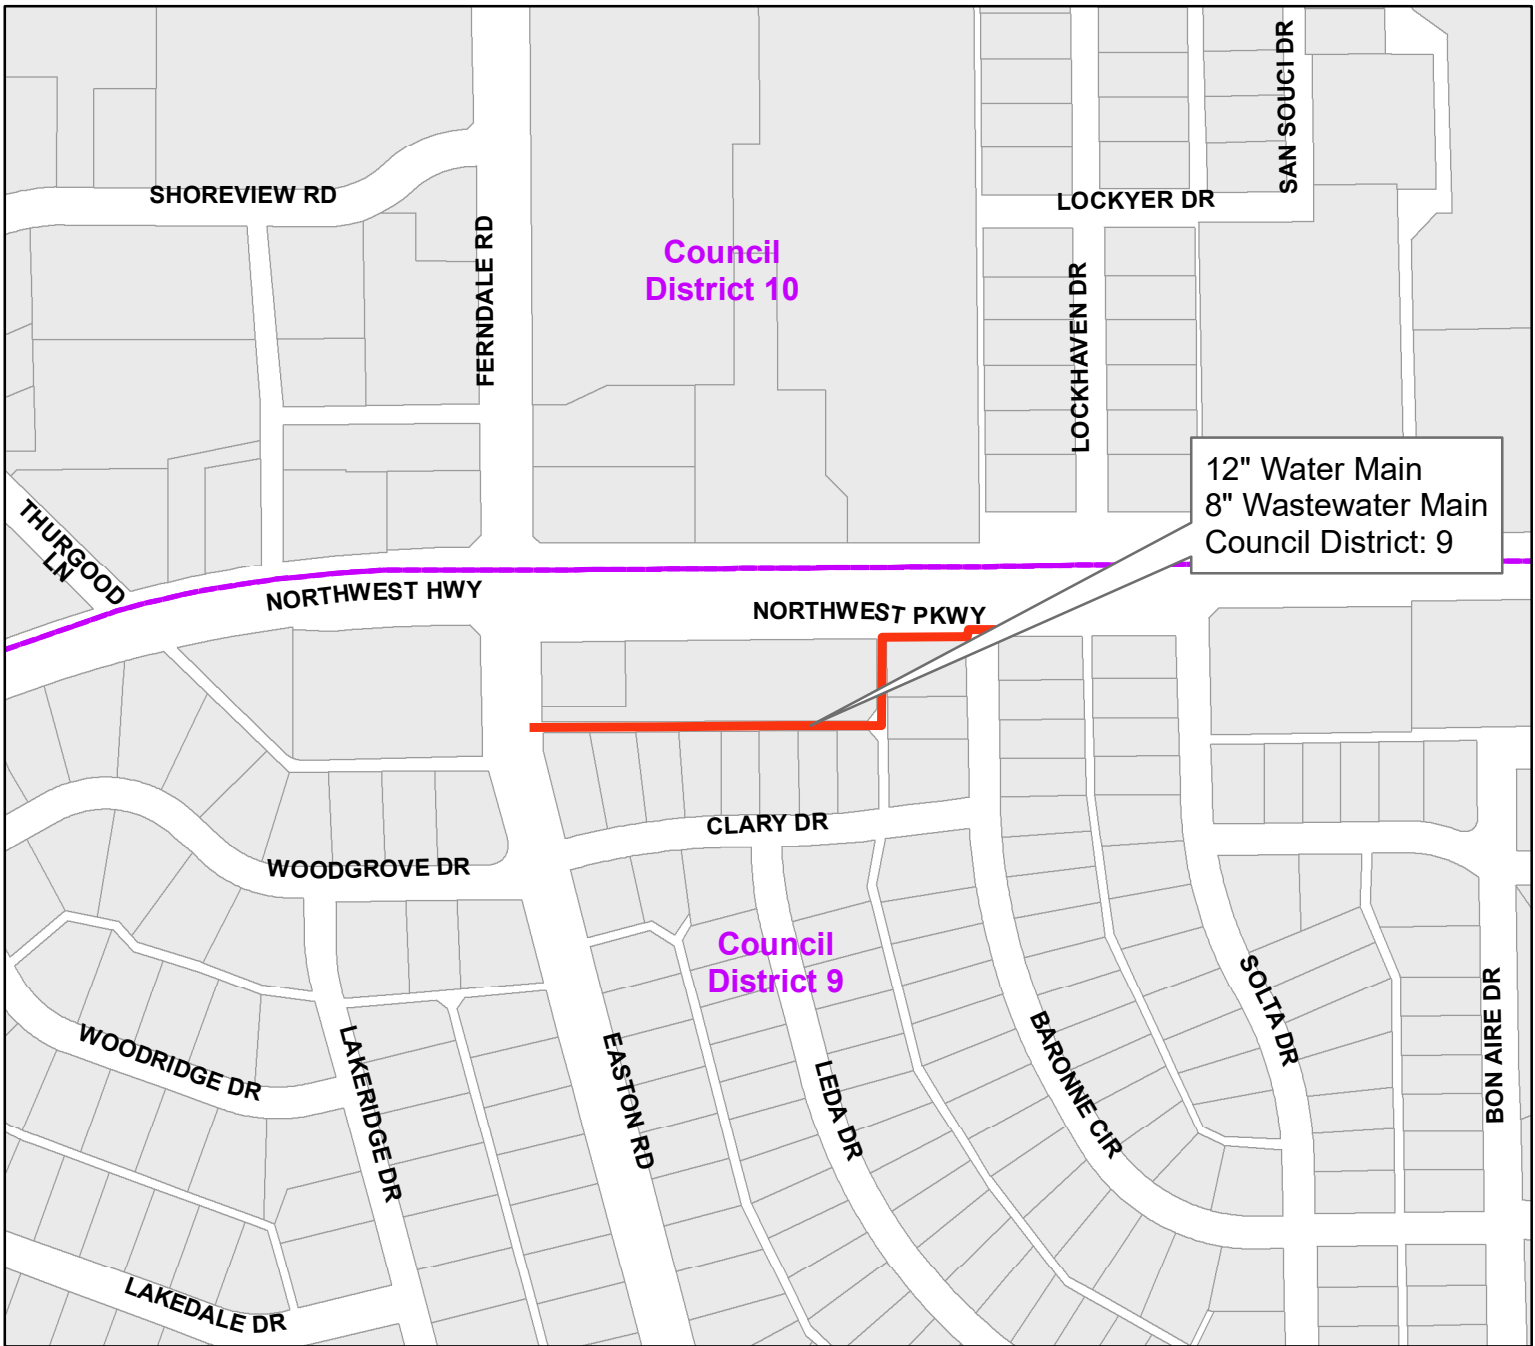 SAN SOUCI DR
SHOREVIEW RD
LOCKYER DR
FERNDALE RD
Council
District 10
LOCKHAVEN DR
12" Water Main
8" Wastewater Main
Council District: 9
THURGOOD
LN
NORTHWEST HWY
NORTHWEST PKWY
CLARY DR
WOODGROVE DR
Council
District 9
SOLTA DR
BON AIRE DR
WOODRIDGE DR
LAKERIDGE DR
EASTON RD
LEDA DR
BARONNE CIR
LAKEDALE DR